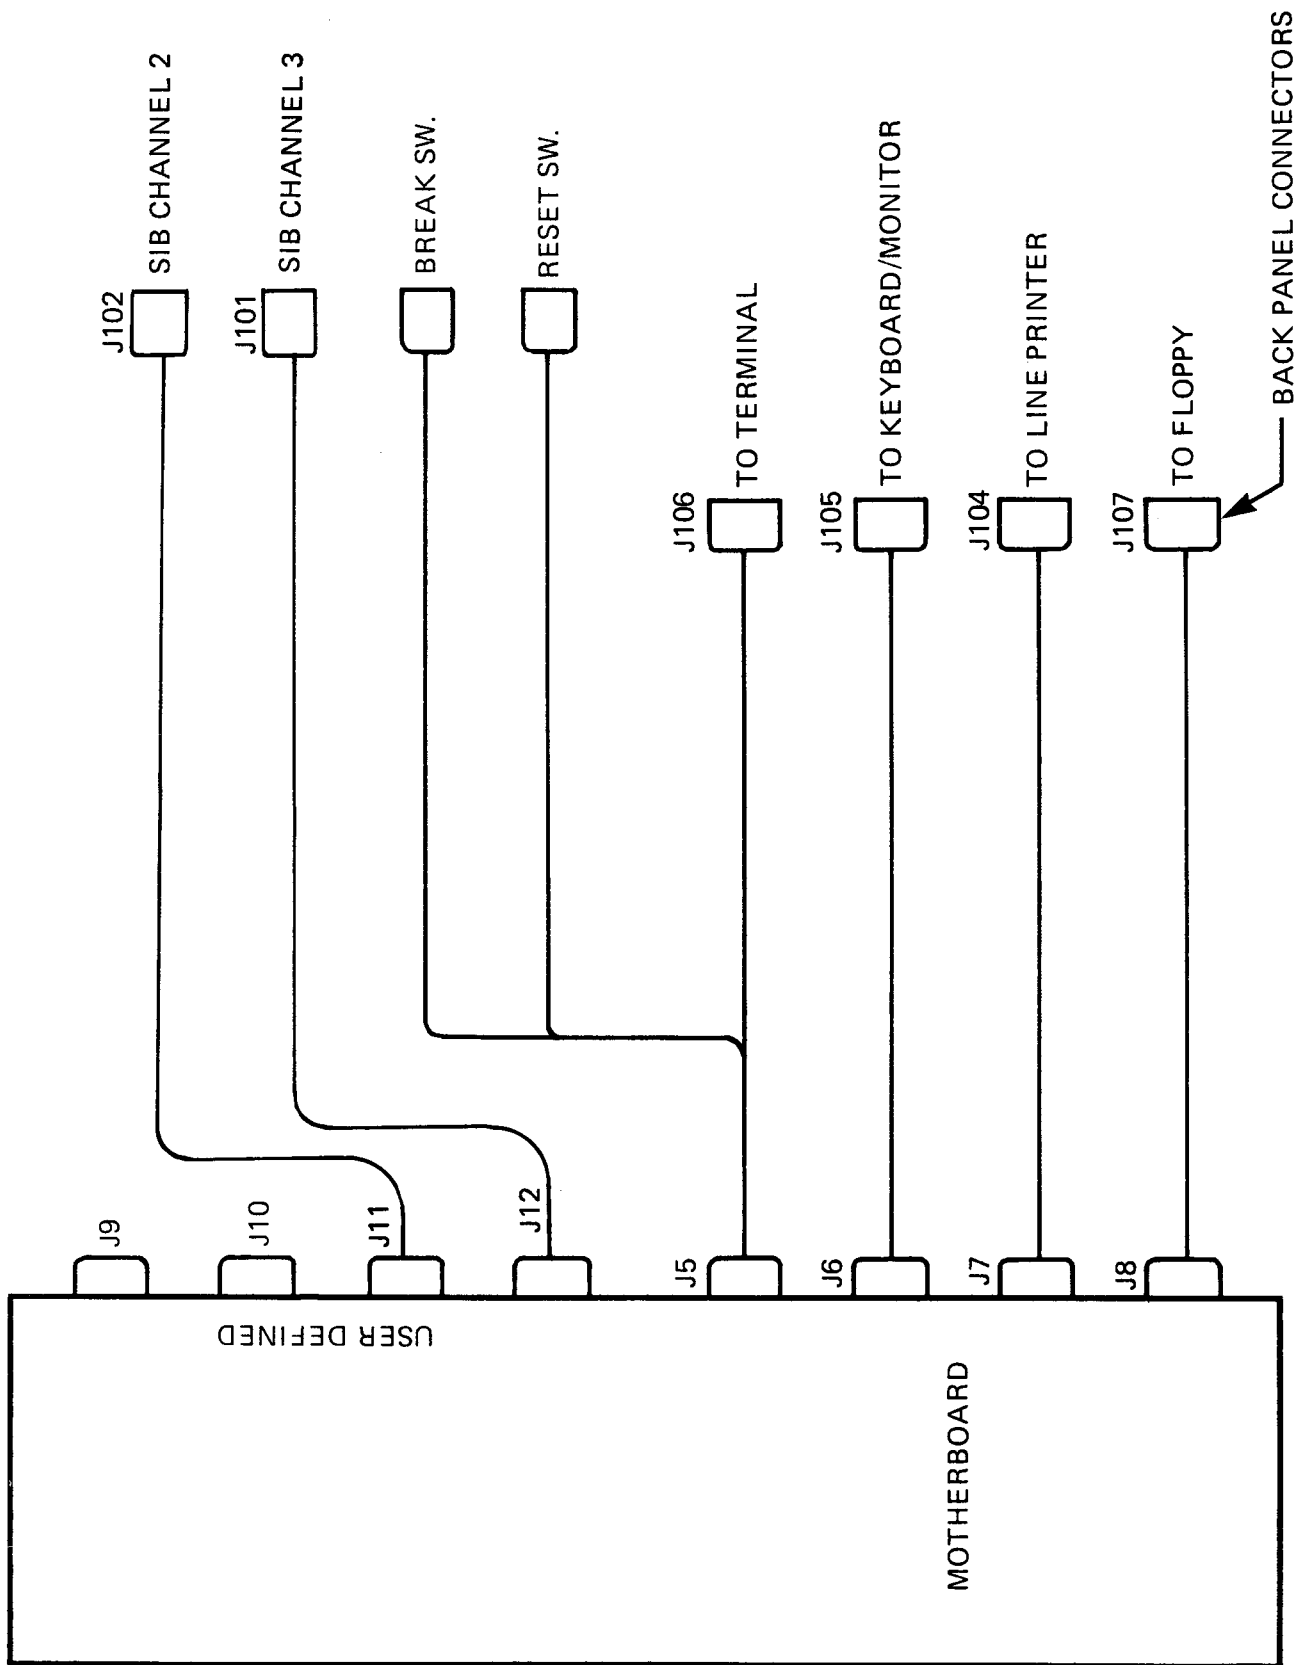 J102
SIB CHANNEL 2
J101
SIB CHANNEL 3
BREAK SW.
RESET SW.
J106
TO TERMINAL
J105
TO KEYBOARD/MONITOR
J104
TO LINE PRINTER
J107
TO FLOPPY
BACK PANEL CONNECTORS
J9
J10
J11
J12
J5
J6
J7
J8
USER DEFINED
MOTHERBOARD